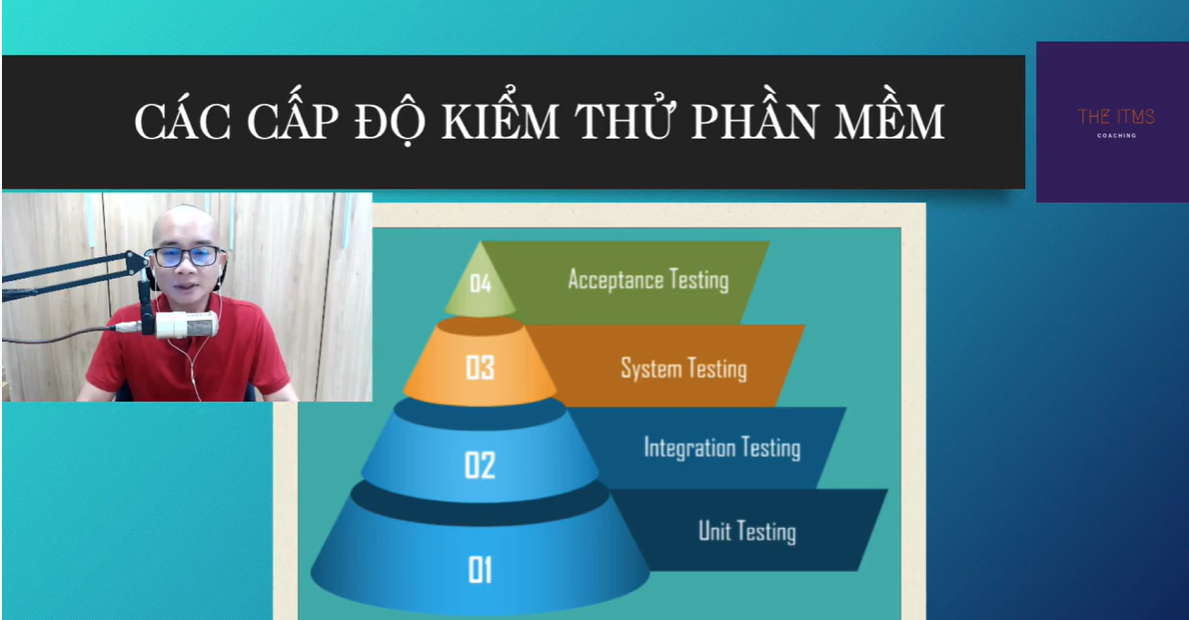 CÁC CẤP ĐỘ KIỂM THỬ PHẦN MỀM
THE ITMS
COACHING
04
Acceptance Testing
03
System Testing
02
Integration Testing
01
Unit Testing